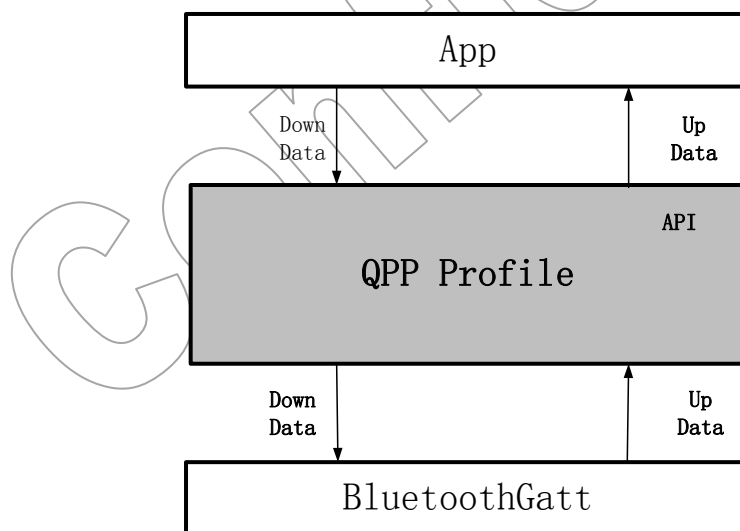 App
Down
Data
Up
Data
API
QPP Profile
Down
Data
Up
Data
BluetoothGatt